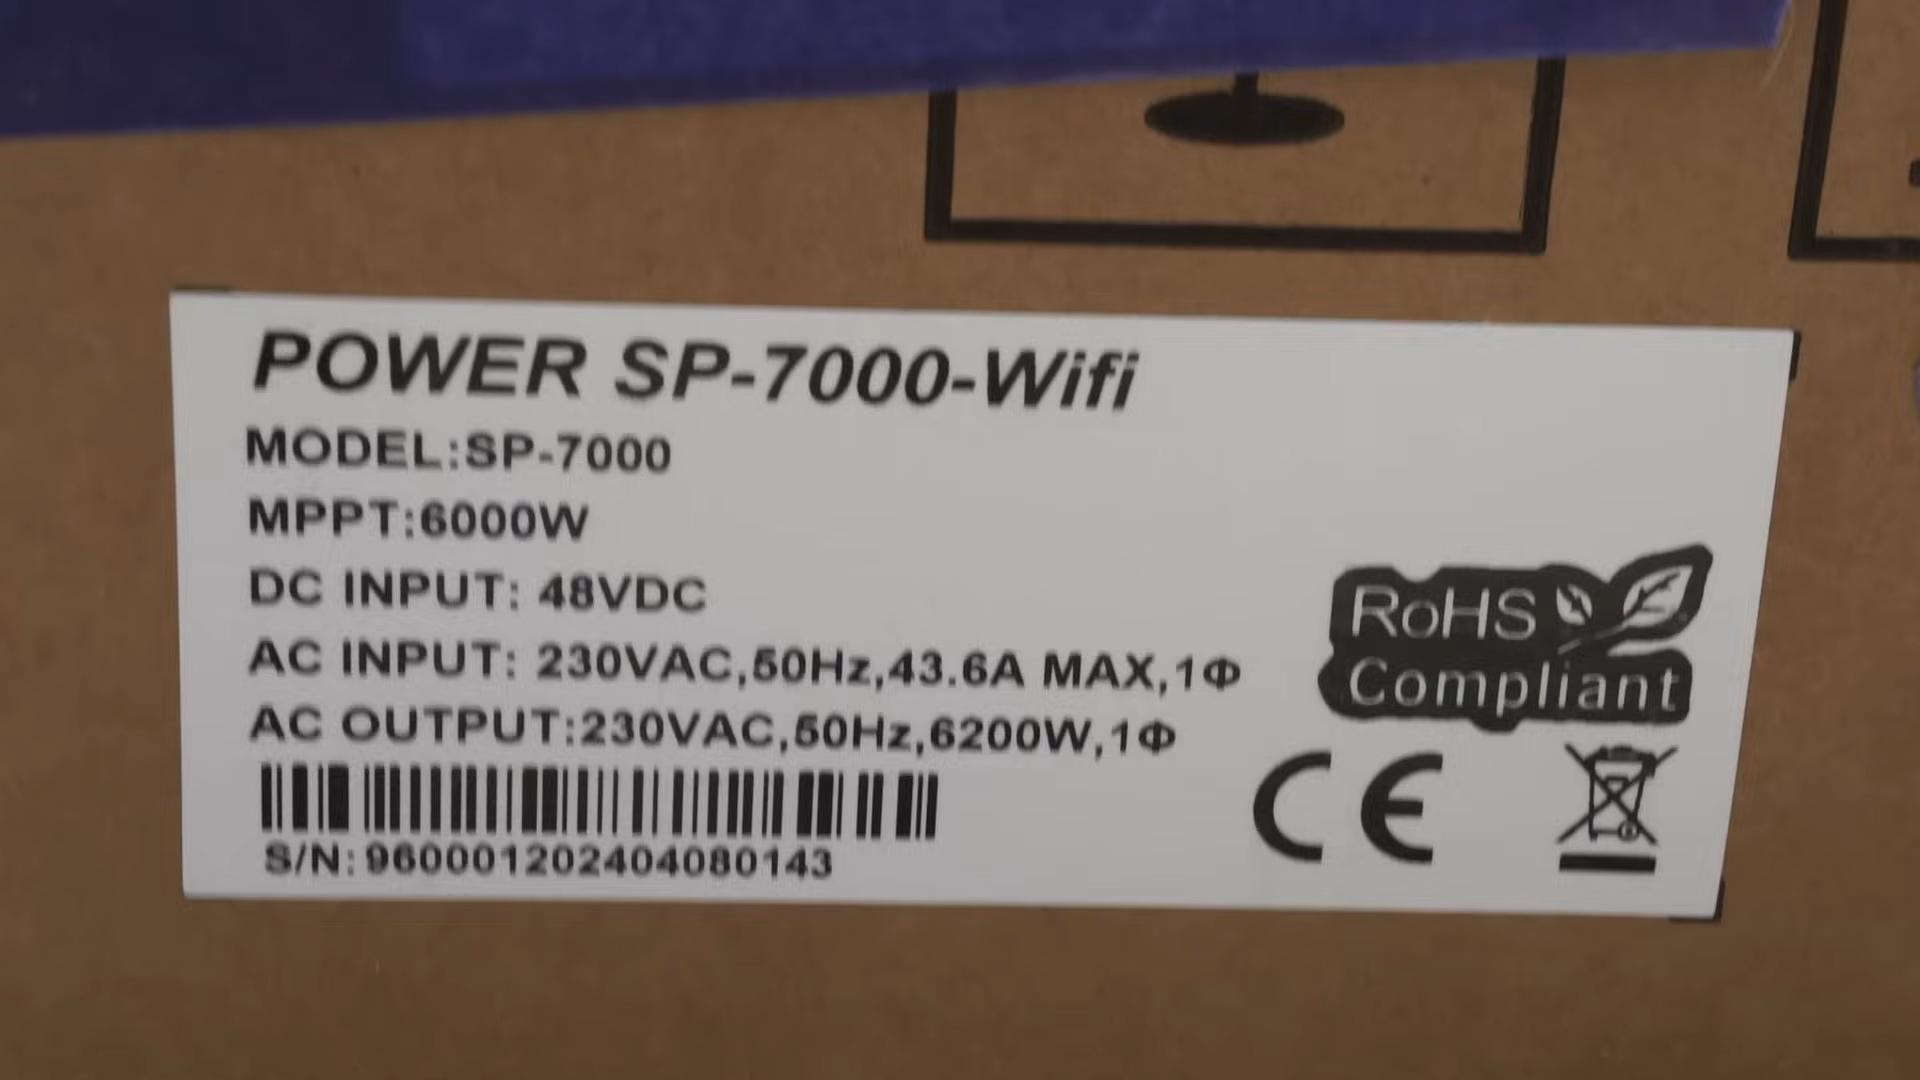 POWER SP-7000-Wifi
MODEL:SP-7000
MPPT:6000W
DC INPUT: 48VDC
AC INPUT: 230VAC,50Hz,43.6A MAX,1Φ
AC OUTPUT:230VAC,50Hz,6200W,1Φ
S/N: 960001202404080143
RoHS
Compliant
CE